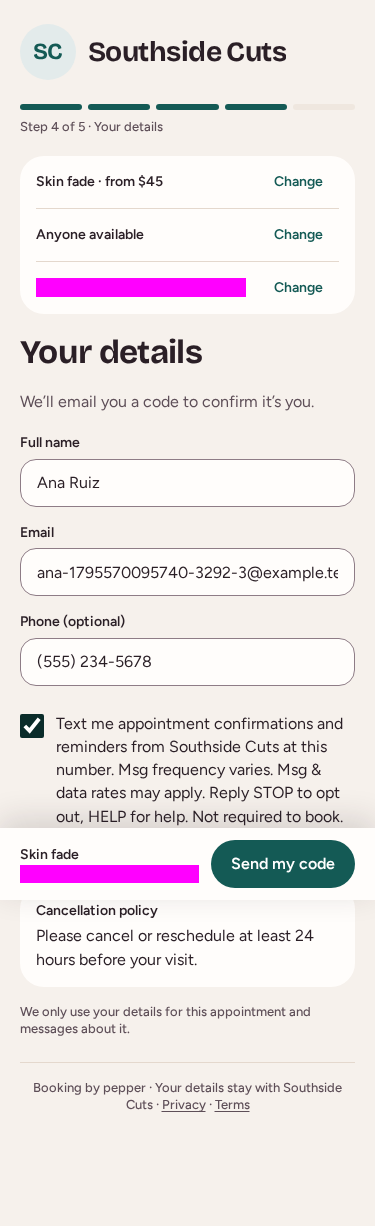 SC
Southside Cuts
Step 4 of 5 · Your details
Skin fade · from $45
Change
Anyone available
Change
Change
Your details
We’ll email you a code to confirm it’s you.
Full name
Ana Ruiz
Email
ana-1795570095740-3292-3@example.te
Phone (optional)
(555) 234-5678
Text me appointment confirmations and
reminders from Southside Cuts at this
number. Msg frequency varies. Msg &
data rates may apply. Reply STOP to opt
out, HELP for help. Not required to book.
Skin fade
Send my code
Cancellation policy
Please cancel or reschedule at least 24
hours before your visit.
We only use your details for this appointment and
messages about it.
Booking by pepper · Your details stay with Southside
Cuts · Privacy · Terms